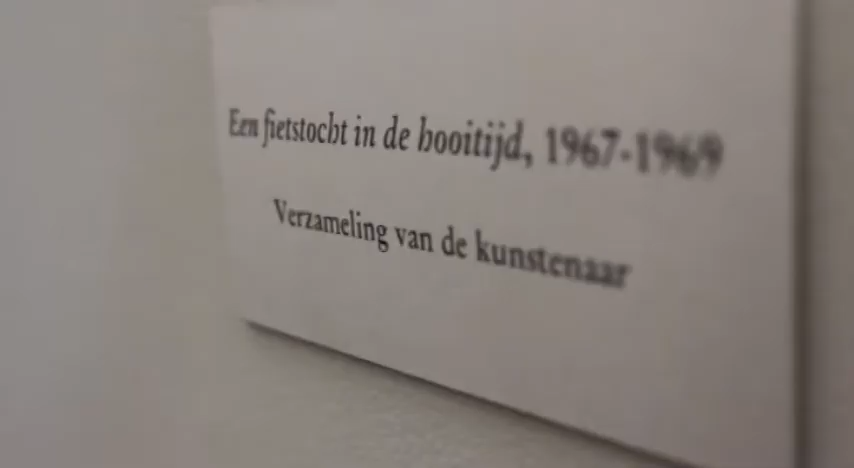 Een fietstocht in de hooitijd, 1967-1969
Verzameling van de kunstenaar